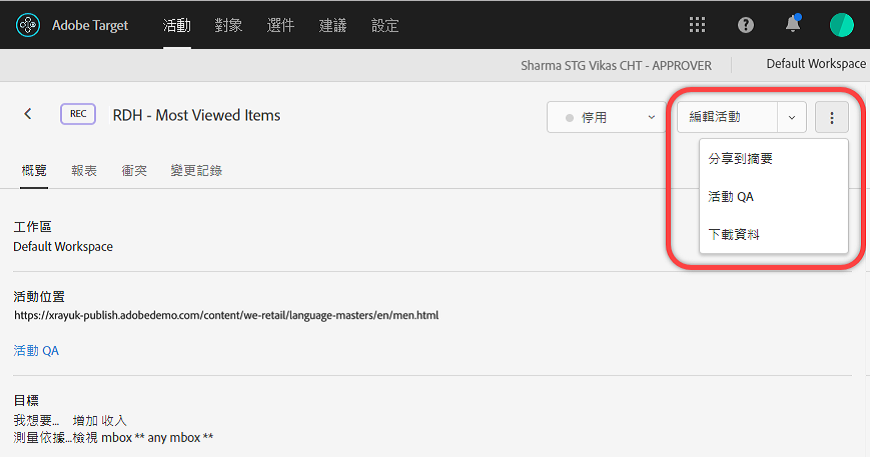 Adobe Target 活動 對象 選件 建議 設定
Sharma STG Vikas CHT - APPROVER Default Workspace
REC RDH - Most Viewed Items 停用 編輯活動
分享到摘要
活動 QA
下載資料
概覽 報表 衝突 變更記錄
工作區
Default Workspace
活動位置
https://xrayuk-publish.adobedemo.com/content/we-retail/language-masters/en/men.html
活動 QA
目標
我想要... 增加 收入
測量依據...檢視 mbox ** any mbox **